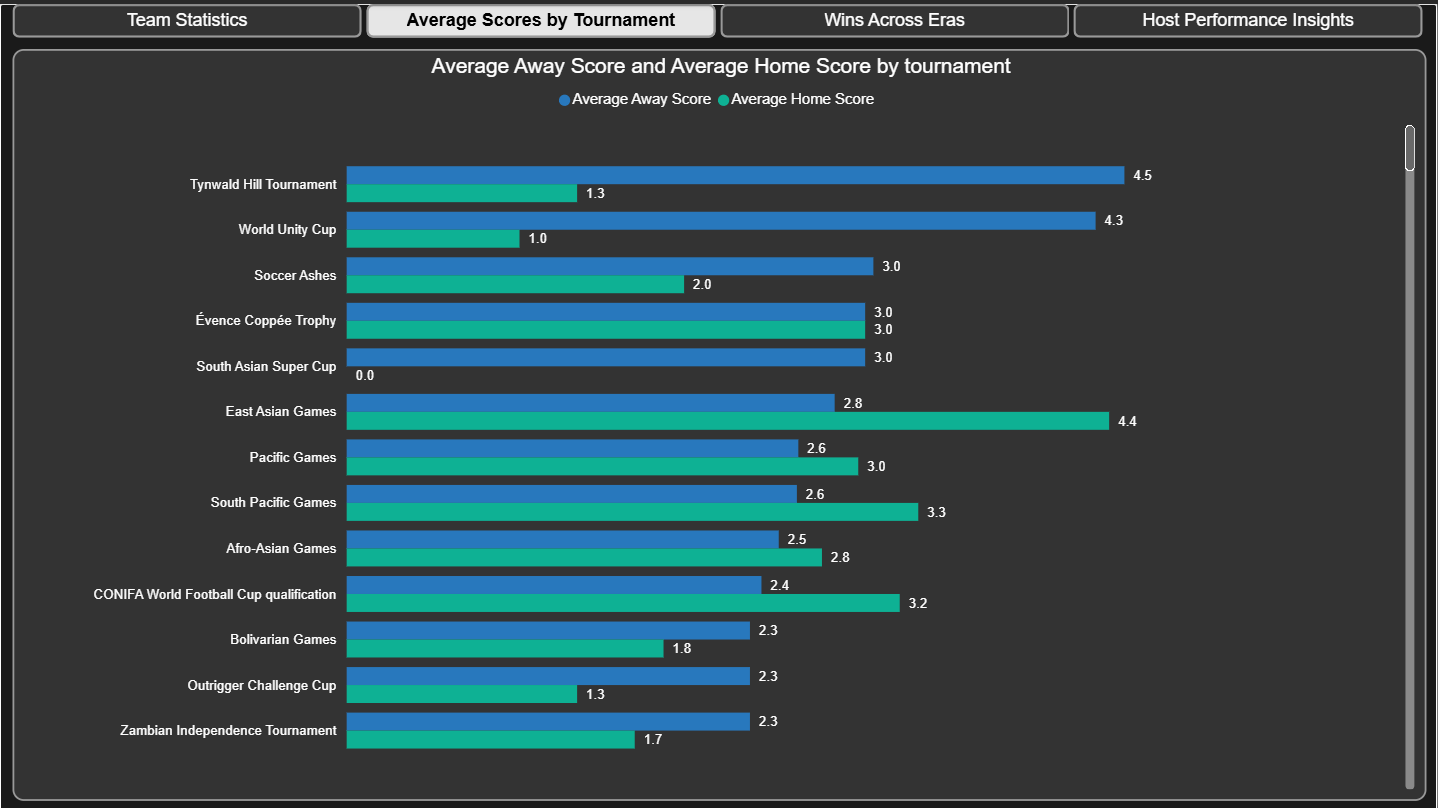 Team Statistics
Average Scores by Tournament
Wins Across Eras
Host Performance Insights
Average Away Score and Average Home Score by tournament
Average Away Score
Average Home Score
Tynwald Hill Tournament
4.5
1.3
World Unity Cup
4.3
1.0
Soccer Ashes
3.0
2.0
Évence Coppée Trophy
3.0
3.0
South Asian Super Cup
3.0
0.0
East Asian Games
2.8
4.4
Pacific Games
2.6
3.0
South Pacific Games
2.6
3.3
Afro-Asian Games
2.5
2.8
CONIFA World Football Cup qualification
2.4
3.2
Bolivarian Games
2.3
1.8
Outrigger Challenge Cup
2.3
1.3
Zambian Independence Tournament
2.3
1.7